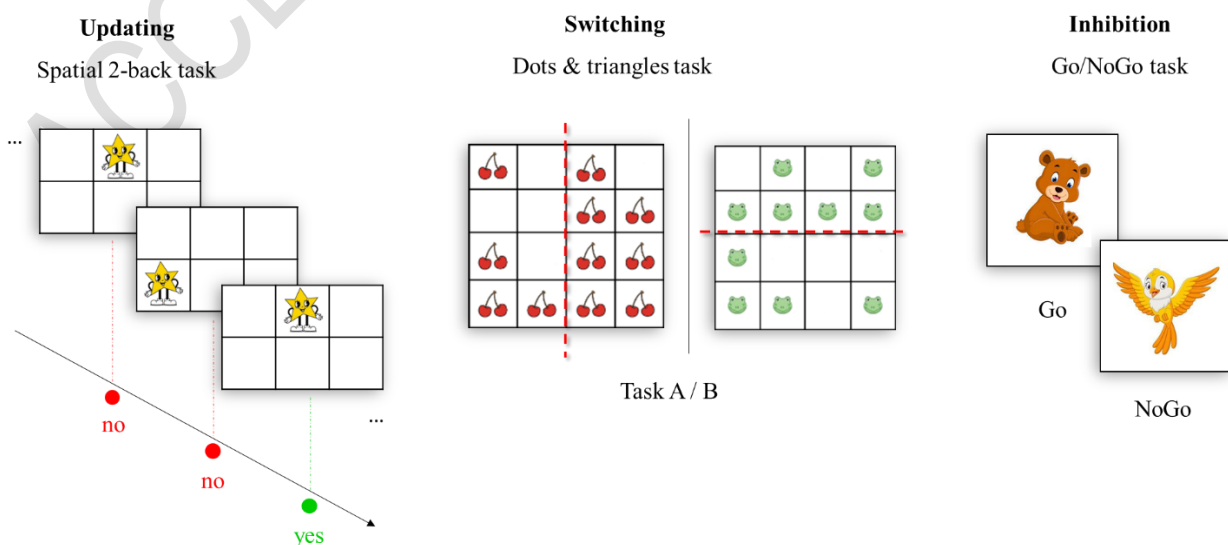 Updating
Spatial 2-back task
...
no
no
yes
...
Switching
Dots & triangles task
Task A / B
Inhibition
Go/NoGo task
Go
NoGo
ACCE